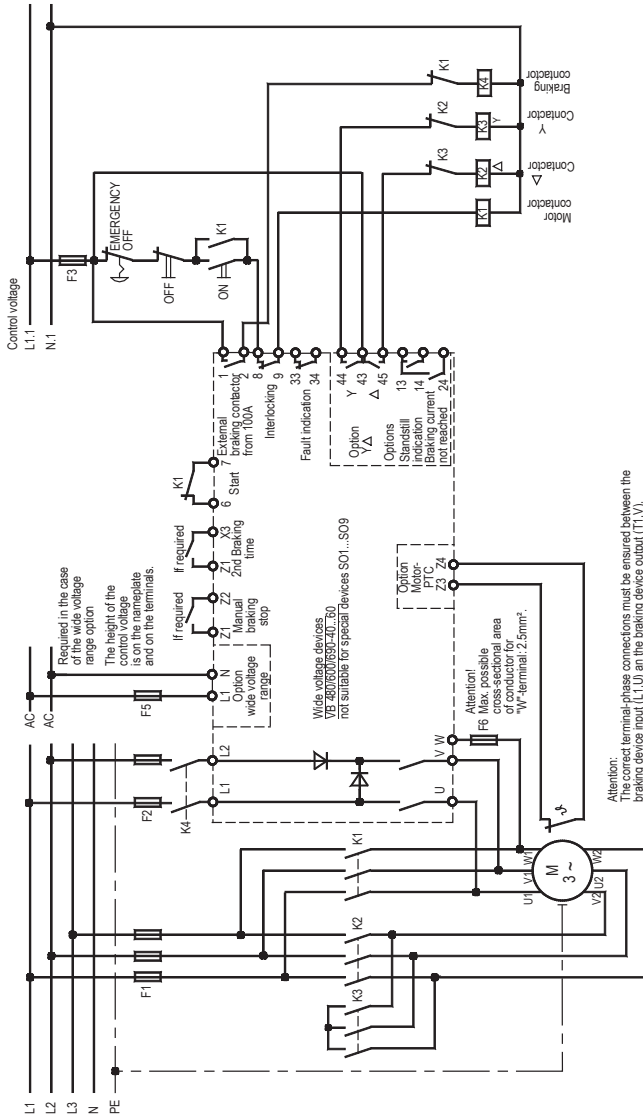 Control voltage
L1.1
N.1
F3
EMERGENCY
OFF
OFF
K1
ON
K1
K2
K3
K4
Braking
contactor
K3
Y
Contactor
Y
K2
△
Contactor
△
K1
Motor
contactor
AC
AC
Required in the case
of the wide voltage
range option
The height of the
control voltage
is on the nameplate
and on the terminals.
F5
If required
If required
K1
L1
N
Z1
Z2
Z1
X3
6
7
Option
wide voltage
range
Manual
braking
stop
2nd Braking
time
Start
External
braking contactor
from 100A
Interlocking
Fault indication
1
2
8
9
33
34
Option
Y△
Y
△
44
43
45
Options
Standstill
indication
Braking current
not reached
13
14
24
Wide voltage devices
VB 480/600/690-40...60
not suitable for special devices SO1...SO9
Option
Motor-
PTC
Z3
Z4
L1
L2
L3
N
PE
F1
F2
K4
L1
L2
U
V
W
F6
Attention!
Max. possible
cross-sectional area
of conductor for
"W"-terminal: 2.5mm².
K3
K2
K1
U1
V1
W1
M
3 ~
V2
U2
W2
ϑ
Attention:
The correct terminal-phase connections must be ensured between the
braking device input (L1,U) an the braking device output (T1,V).